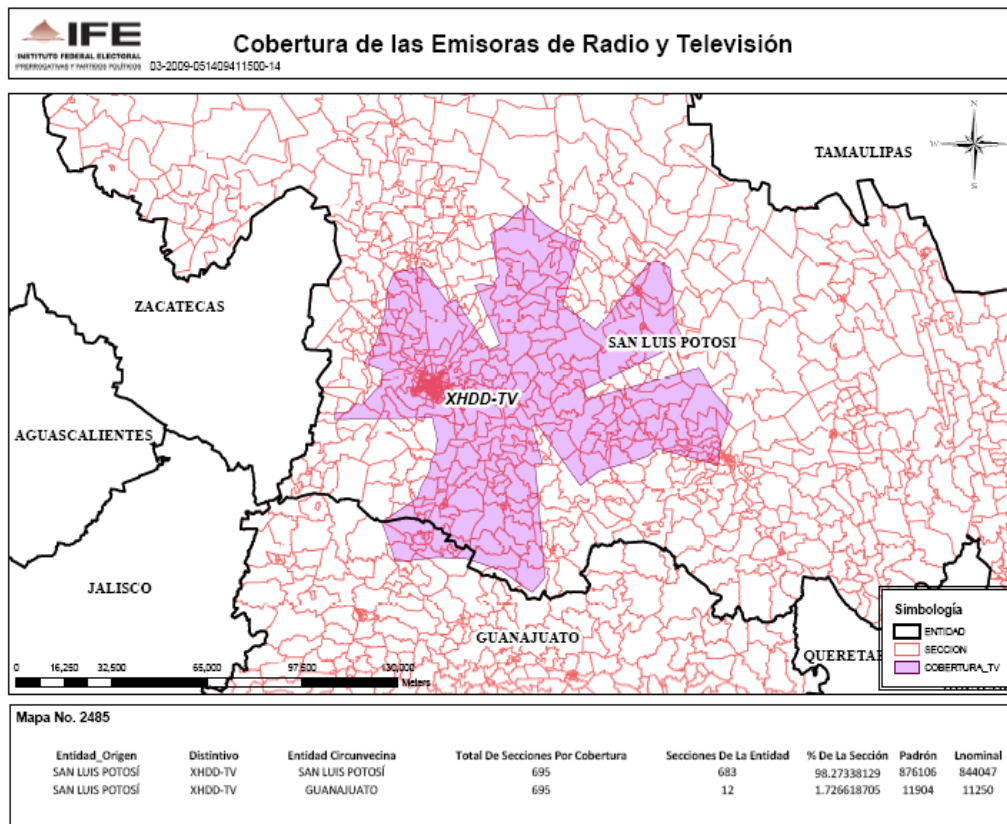 IFE
INSTITUTO FEDERAL ELECTORAL
PRERROGATIVAS Y PARTIDOS POLÍTICOS
03-2009-051409411500-14
Cobertura de las Emisoras de Radio y Televisión
N
W
S
TAMAULIPAS
ZACATECAS
SAN LUIS POTOSI
XHDD-TV
AGUASCALIENTES
JALISCO
GUANAJUATO
QUERETA
Simbología
ENTIDAD
SECCION
COBERTURA_TV
0 16,250 32,500 65,000 97,500 130,000
Meters
Mapa No. 2485
Entidad_Origen Distintivo Entidad Circunvecina Total De Secciones Por Cobertura Secciones De La Entidad % De La Sección Padrón Lnominal
SAN LUIS POTOSÍ XHDD-TV SAN LUIS POTOSÍ 695 683 98.27338129 876106 844047
SAN LUIS POTOSÍ XHDD-TV GUANAJUATO 695 12 1.726618705 11904 11250